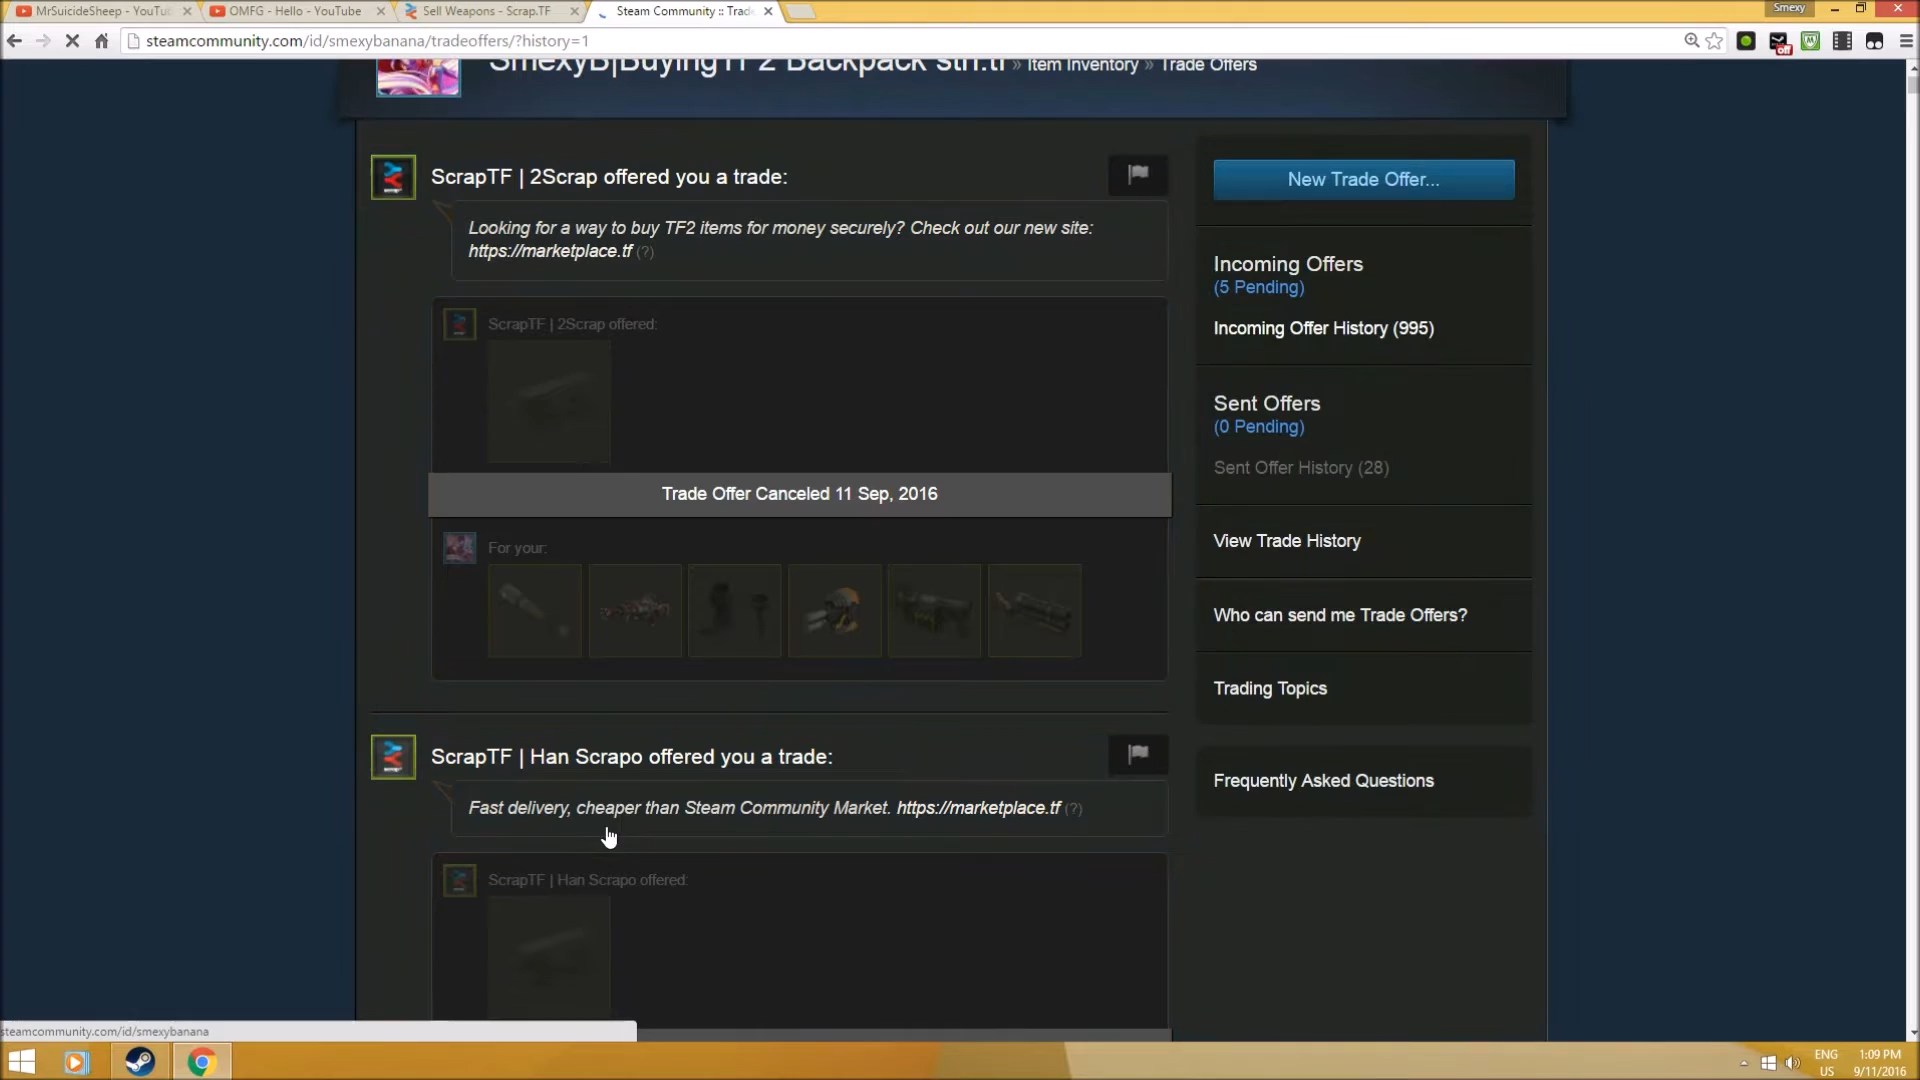 MrSuicideSheep - YouTu
OMFG - Hello - YouTube
Sell Weapons - Scrap.TF
Steam Community :: Trad
Smexy
steamcommunity.com/id/smexybanana/tradeoffers/?history=1
off
SmexyB|BuyingTF2 Backpack stn.tf » Item Inventory » Trade Offers
ScrapTF | 2Scrap offered you a trade:
Looking for a way to buy TF2 items for money securely? Check out our new site:
https://marketplace.tf (?)
ScrapTF | 2Scrap offered:
Trade Offer Canceled 11 Sep, 2016
For your:
ScrapTF | Han Scrapo offered you a trade:
Fast delivery, cheaper than Steam Community Market. https://marketplace.tf (?)
ScrapTF | Han Scrapo offered:
New Trade Offer...
Incoming Offers
(5 Pending)
Incoming Offer History (995)
Sent Offers
(0 Pending)
Sent Offer History (28)
View Trade History
Who can send me Trade Offers?
Trading Topics
Frequently Asked Questions
steamcommunity.com/id/smexybanana
ENG
US
1:09 PM
9/11/2016